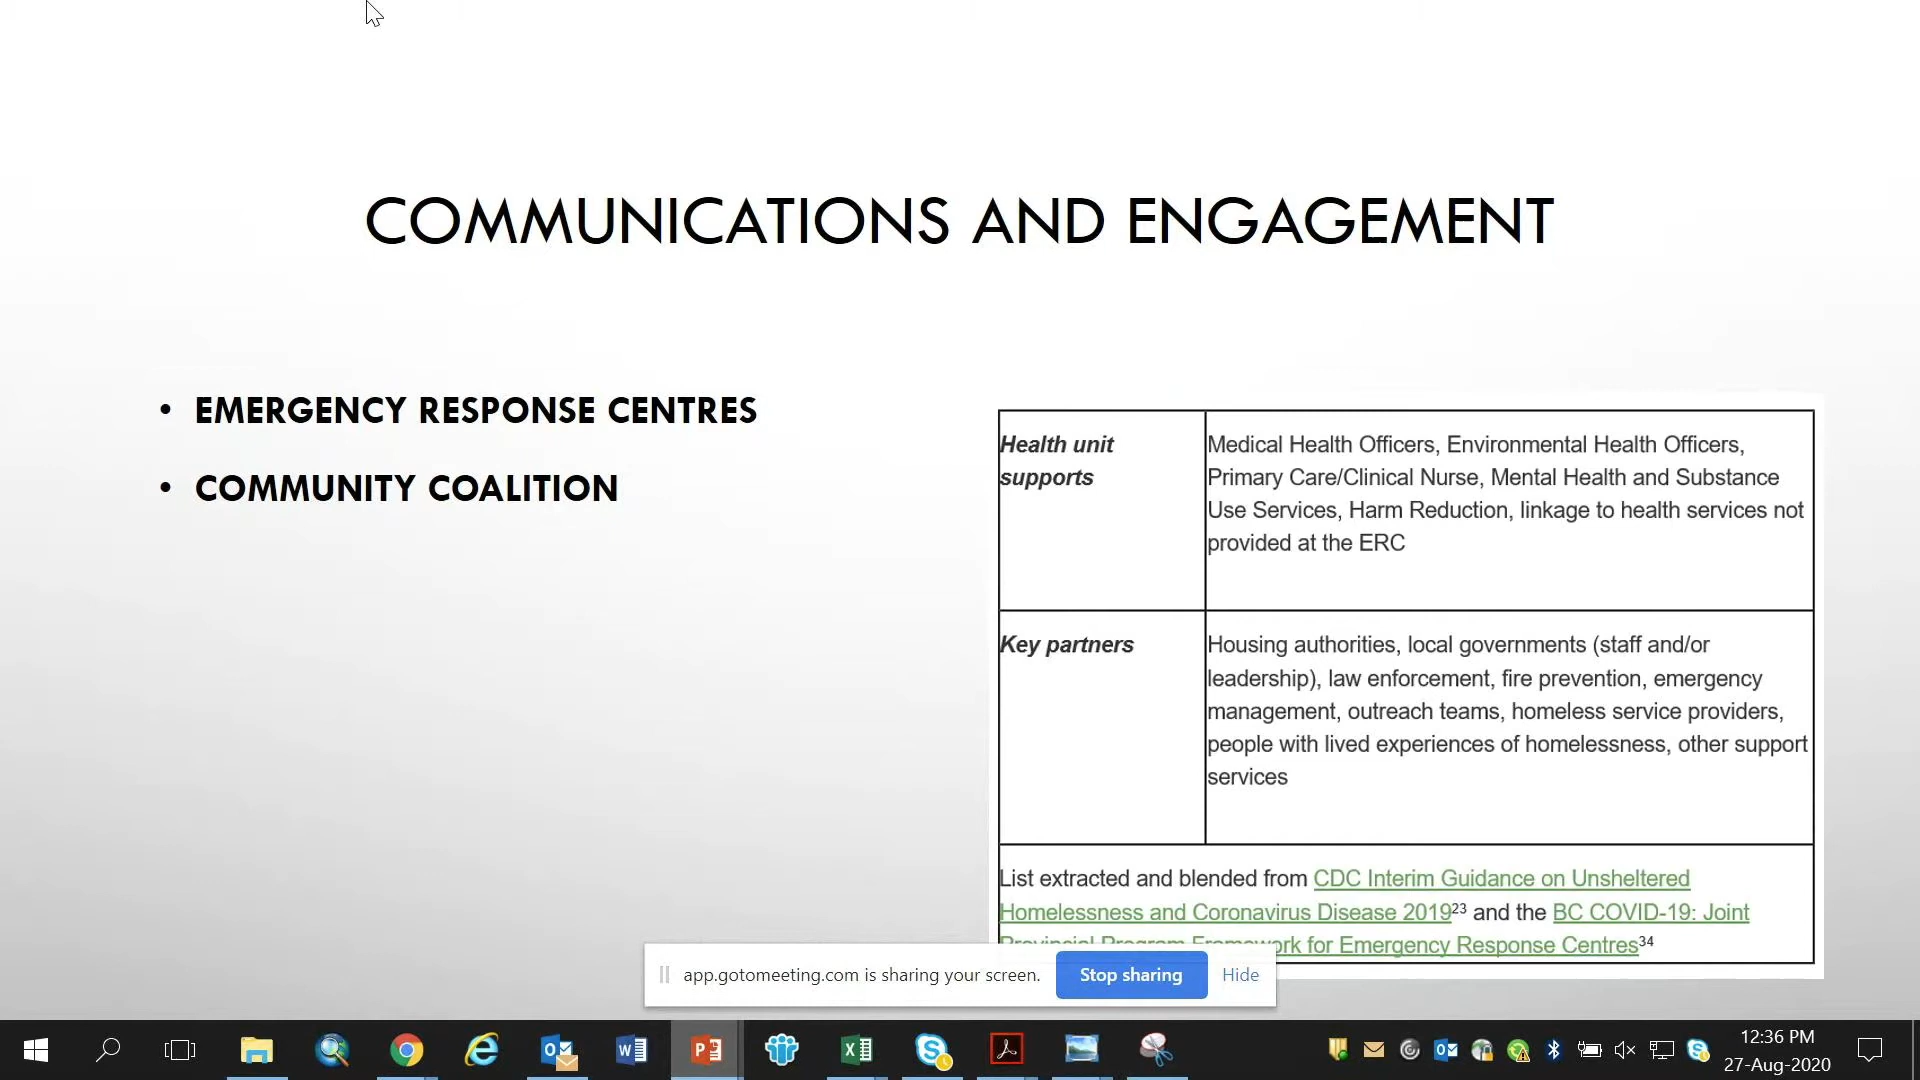 COMMUNICATIONS AND ENGAGEMENT
• EMERGENCY RESPONSE CENTRES
• COMMUNITY COALITION
Health unit
supports
Medical Health Officers, Environmental Health Officers,
Primary Care/Clinical Nurse, Mental Health and Substance
Use Services, Harm Reduction, linkage to health services not
provided at the ERC
Key partners
Housing authorities, local governments (staff and/or
leadership), law enforcement, fire prevention, emergency
management, outreach teams, homeless service providers,
people with lived experiences of homelessness, other support
services
List extracted and blended from CDC Interim Guidance on Unsheltered
Homelessness and Coronavirus Disease 2019²³ and the BC COVID-19: Joint
Provincial Program Framework for Emergency Response Centres³⁴
app.gotomeeting.com is sharing your screen.
Stop sharing
Hide
12:36 PM
27-Aug-2020